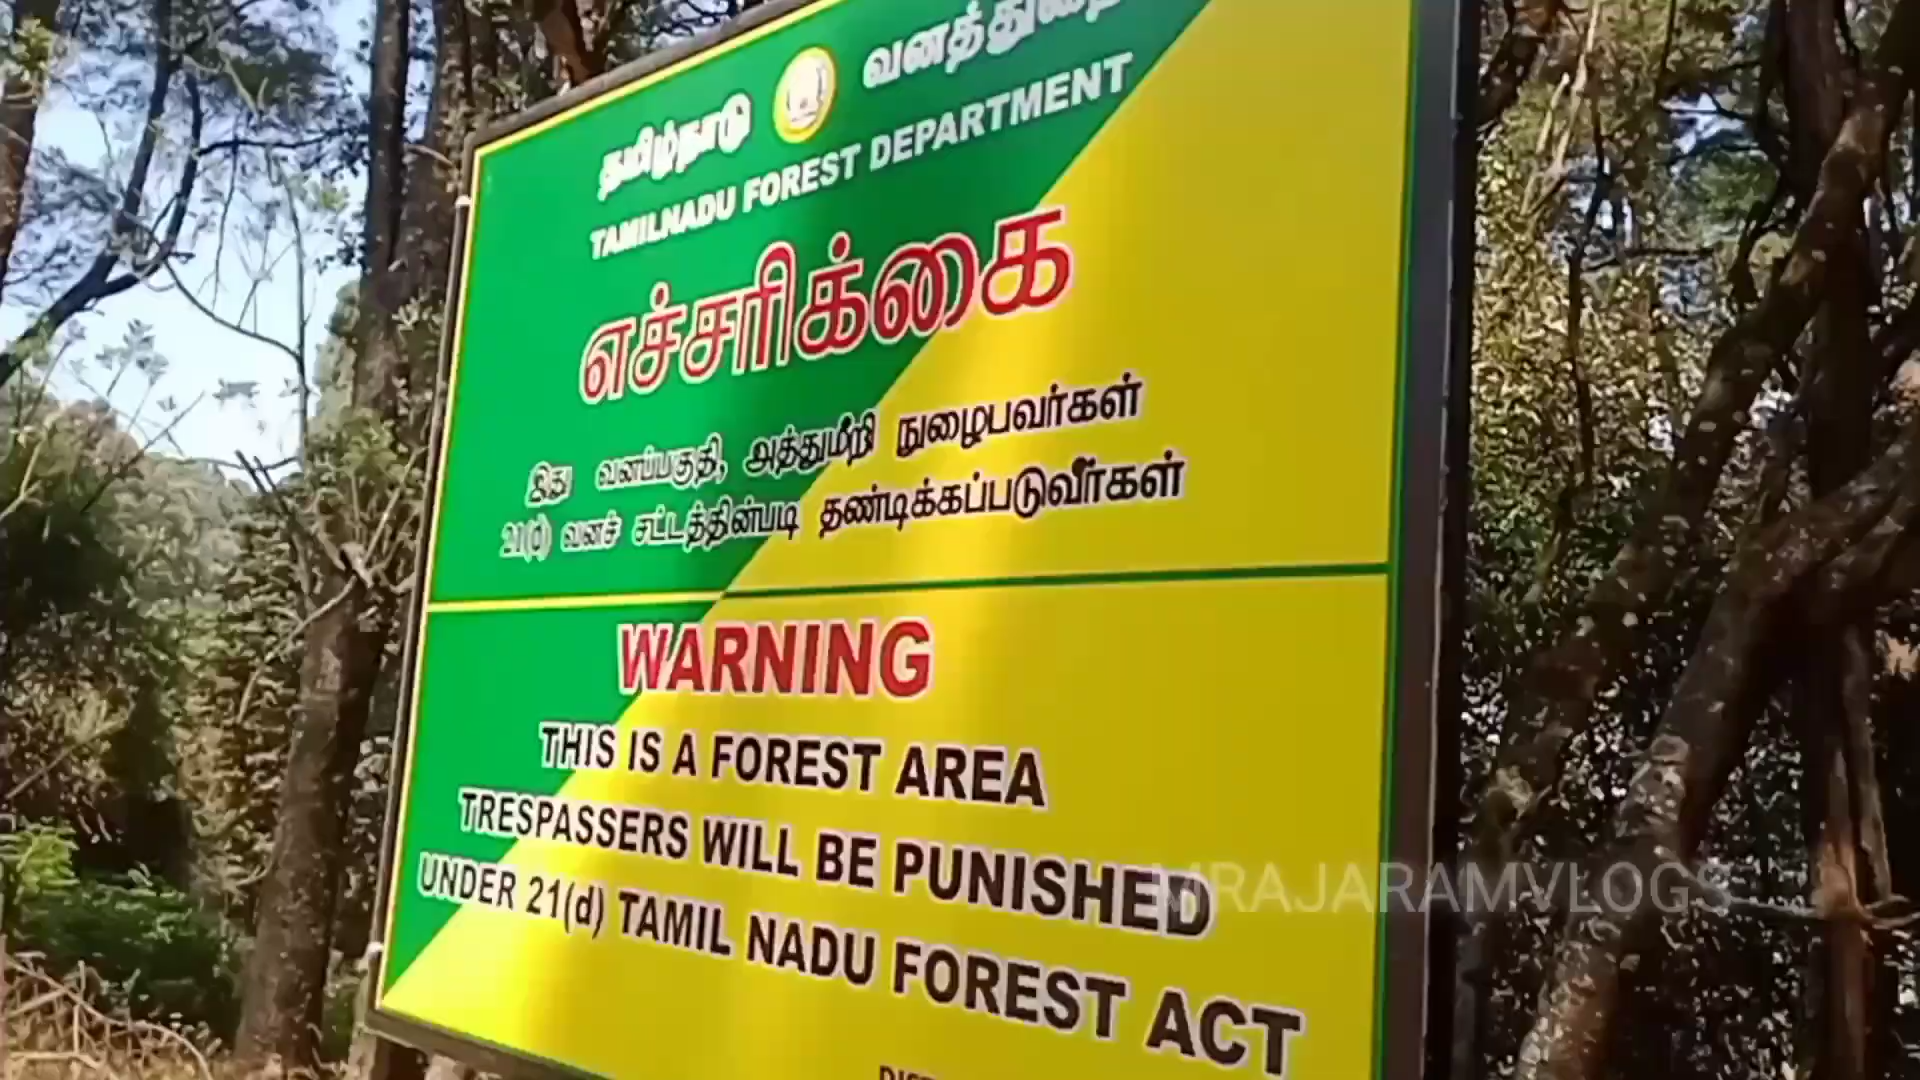 தமிழ்நாடு வனத்துறை
TAMILNADU FOREST DEPARTMENT
எச்சரிக்கை
இது வனப்பகுதி, அத்துமீறி நுழைபவர்கள்
21(d) வனச் சட்டத்தின்படி தண்டிக்கப்படுவீர்கள்
WARNING
THIS IS A FOREST AREA
TRESPASSERS WILL BE PUNISHED
UNDER 21(d) TAMIL NADU FOREST ACT
MRAJARAMVLOGS